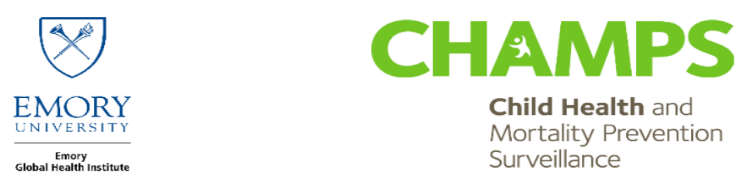 EMORY
UNIVERSITY
Emory
Global Health Institute
CHAMPS
Child Health and
Mortality Prevention
Surveillance